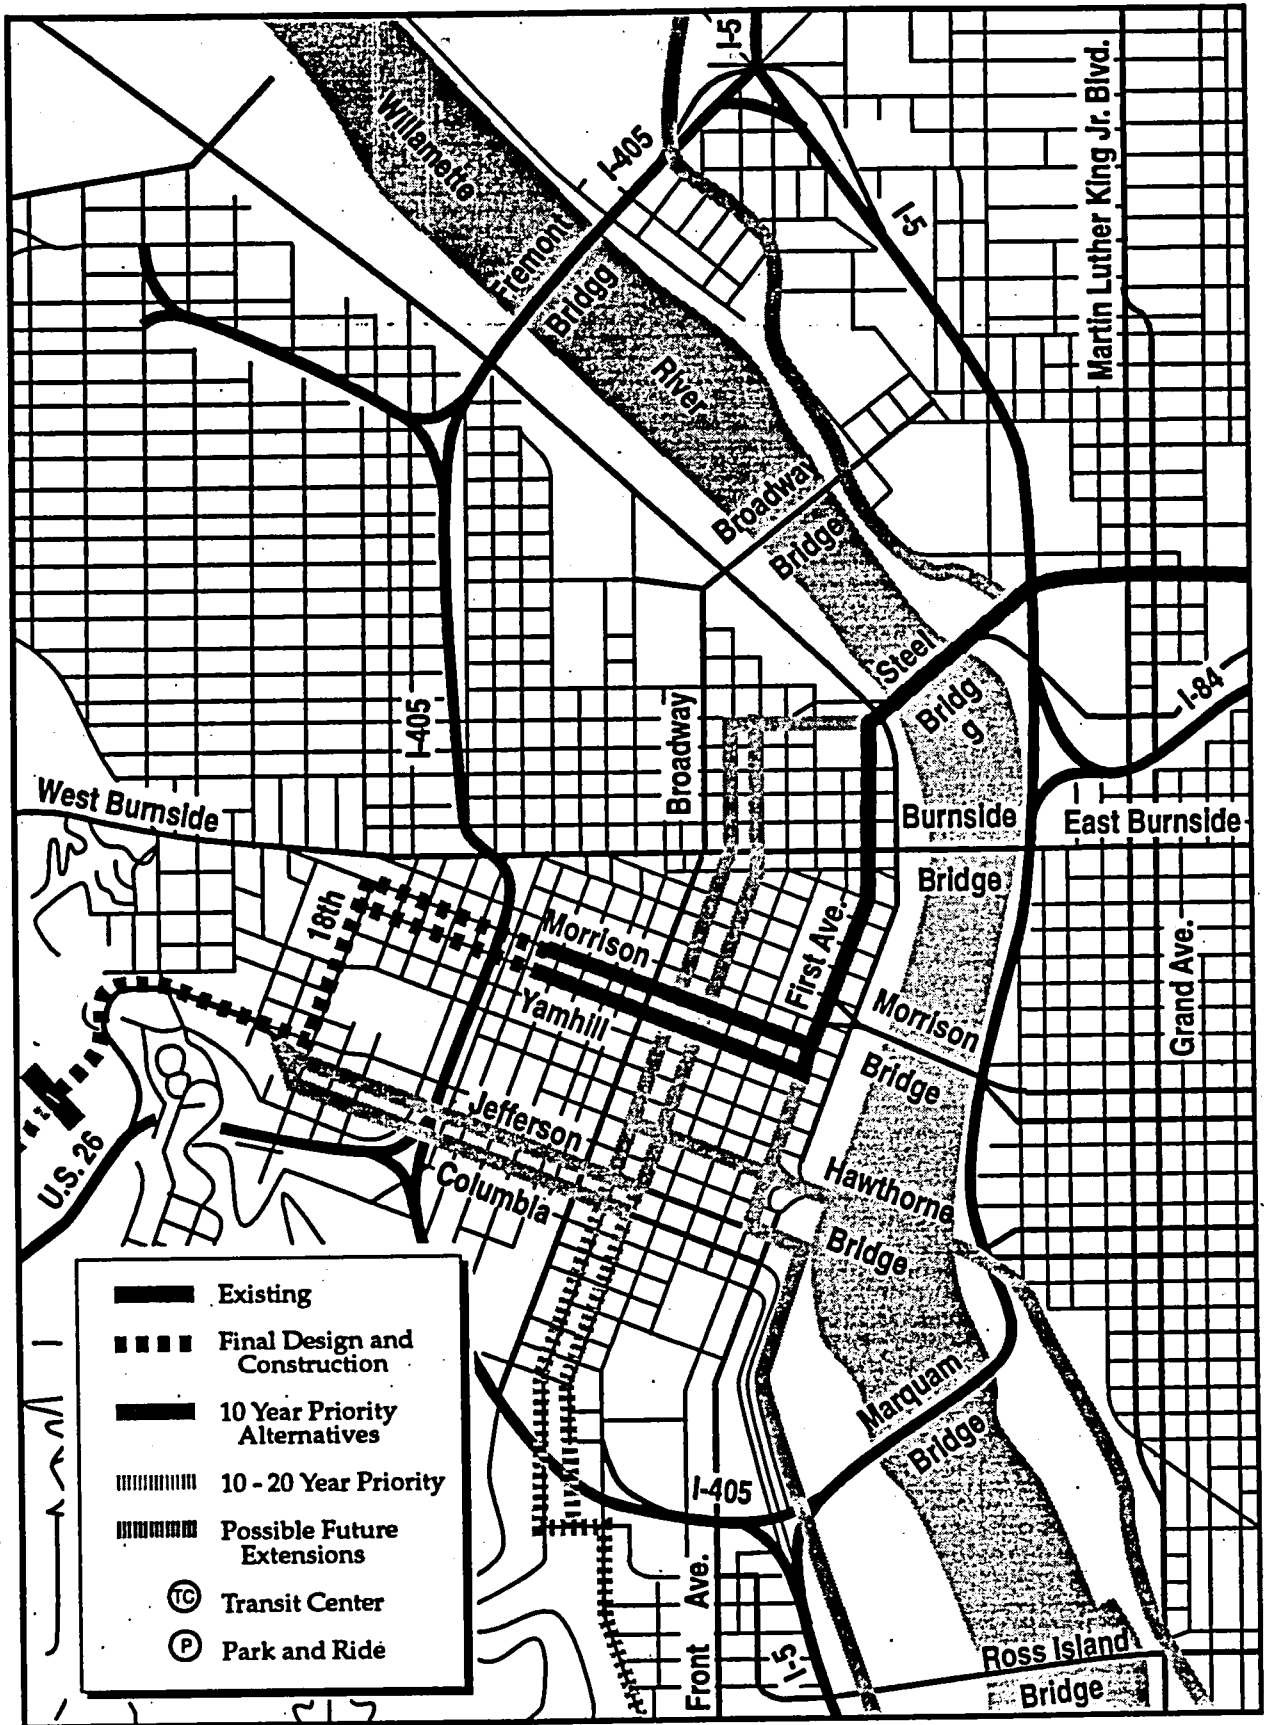 I-5
Martin Luther King Jr. Blvd.
Willamette
I-405
I-5
Fremont
Bridgg
River
Broadway
Bridge
Steel
Bridg
g
I-84
I-405
Broadway
West Burnside
Burnside
East Burnside
Bridge
18th
Morrison
First Ave.
Grand Ave.
Yamhill
Morrison
Bridge
Jefferson
U.S. 26
Columbia
Hawthorne
Bridge
Existing
Final Design and
Construction
10 Year Priority
Alternatives
10 - 20 Year Priority
Possible Future
Extensions
TC Transit Center
P Park and Ride
Marquam
Bridge
I-405
Front Ave.
I-5
Ross Island
Bridge